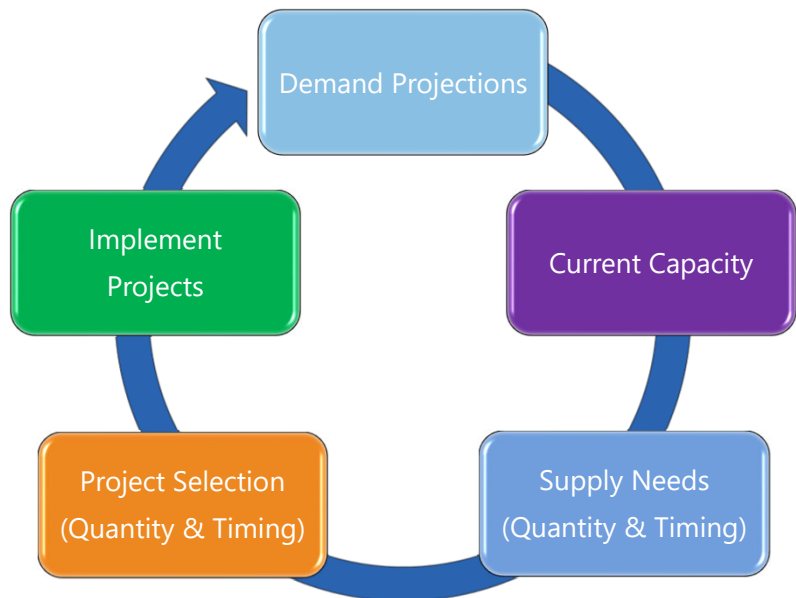 Demand Projections
Current Capacity
Supply Needs
(Quantity & Timing)
Project Selection
(Quantity & Timing)
Implement
Projects